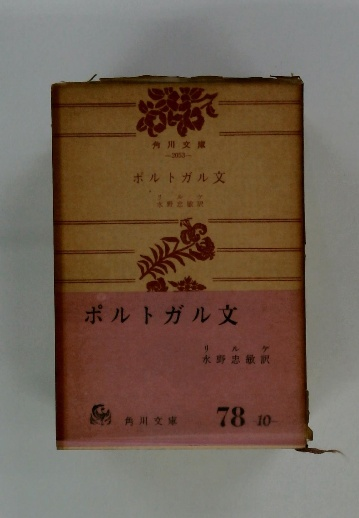 角川文庫
—2053—
ポルトガル文
リルケ
水野忠敏訳
ポルトガル文
リルケ
水野忠敏訳
角川文庫
78 -10-